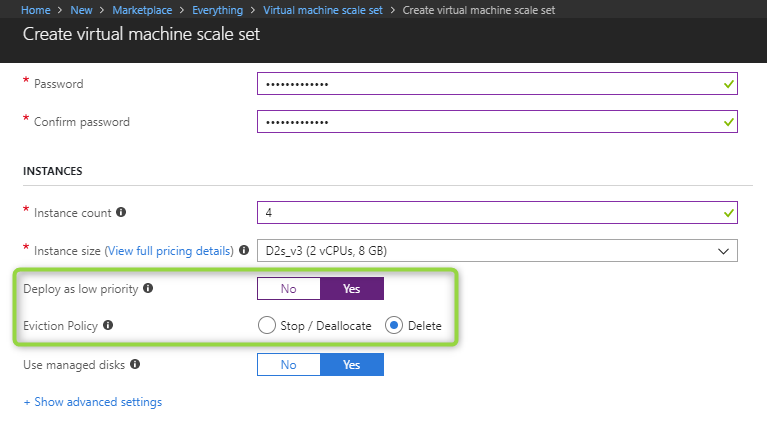 Home > New > Marketplace > Everything > Virtual machine scale set > Create virtual machine scale set
Create virtual machine scale set
* Password •••••••••••••
* Confirm password •••••••••••••
INSTANCES
* Instance count 4
* Instance size (View full pricing details) D2s_v3 (2 vCPUs, 8 GB)
Deploy as low priority No Yes
Eviction Policy Stop / Deallocate Delete
Use managed disks No Yes
+ Show advanced settings